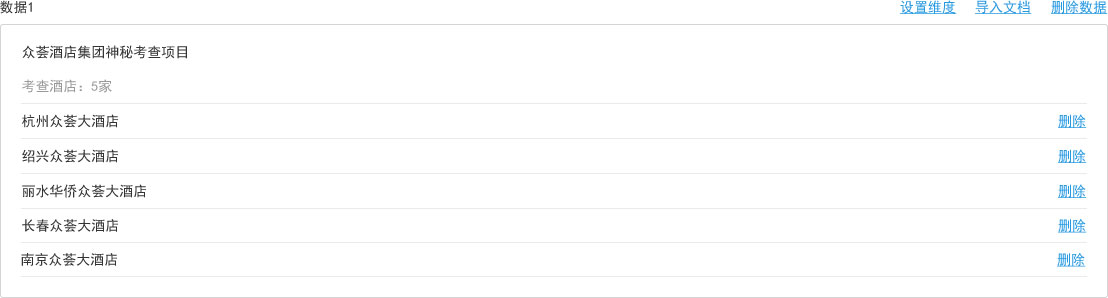 数据1 设置维度 导入文档 删除数据
众荟酒店集团神秘考查项目
考查酒店：5家
杭州众荟大酒店 删除
绍兴众荟大酒店 删除
丽水华侨众荟大酒店 删除
长春众荟大酒店 删除
南京众荟大酒店 删除